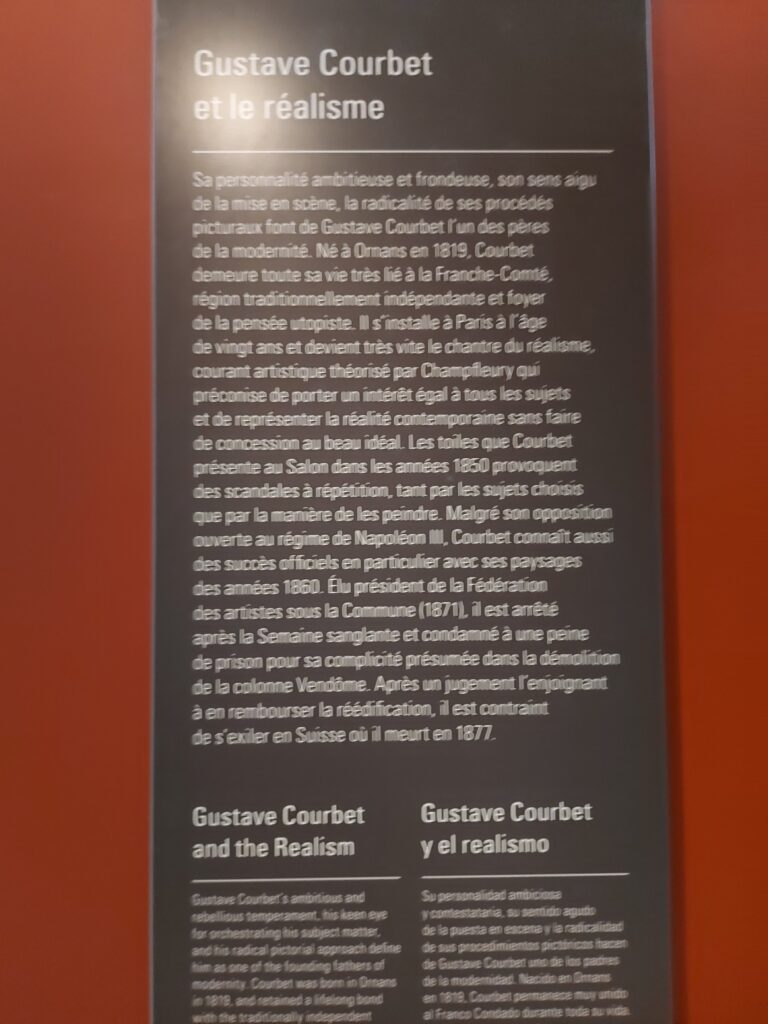 Gustave Courbet
et le réalisme
Sa personnalité ambitieuse et frondeuse, son sens aigu
de la mise en scène, la radicalité de ses procédés
picturaux font de Gustave Courbet l'un des pères
de la modernité. Né à Ornans en 1819, Courbet
demeure toute sa vie très lié à la Franche-Comté,
région traditionnellement indépendante et foyer
de la pensée utopiste. Il s'installe à Paris à l'âge
de vingt ans et devient très vite le chantre du réalisme,
courant artistique théorisé par Champfleury qui
préconise de porter un intérêt égal à tous les sujets
et de représenter la réalité contemporaine sans faire
de concession au beau idéal. Les toiles que Courbet
présente au Salon dans les années 1850 provoquent
des scandales à répétition, tant par les sujets choisis
que par la manière de les peindre. Malgré son opposition
ouverte au régime de Napoléon III, Courbet connaît aussi
des succès officiels en particulier avec ses paysages
des années 1860. Élu président de la Fédération
des artistes sous la Commune (1871), il est arrêté
après la Semaine sanglante et condamné à une peine
de prison pour sa complicité présumée dans la démolition
de la colonne Vendôme. Après un jugement l'enjoignant
à en rembourser la réédification, il est contraint
de s'exiler en Suisse où il meurt en 1877.
Gustave Courbet
and the Realism
Gustave Courbet's ambitious and
rebellious temperament, his keen eye
for orchestrating his subject matter,
and his radical pictorial approach define
him as one of the founding fathers of
modernity. Courbet was born in Ornans
in 1819, and retained a lifelong bond
with the traditionally independent
Gustave Courbet
y el realismo
Su personalidad ambiciosa
y contestataria, su sentido agudo
de la puesta en escena y la radicalidad
de sus procedimientos pictóricos hacen
de Gustave Courbet uno de los padres
de la modernidad. Nacido en Ornans
en 1819, Courbet permanece muy unido
al Franco Condado durante toda su vida.